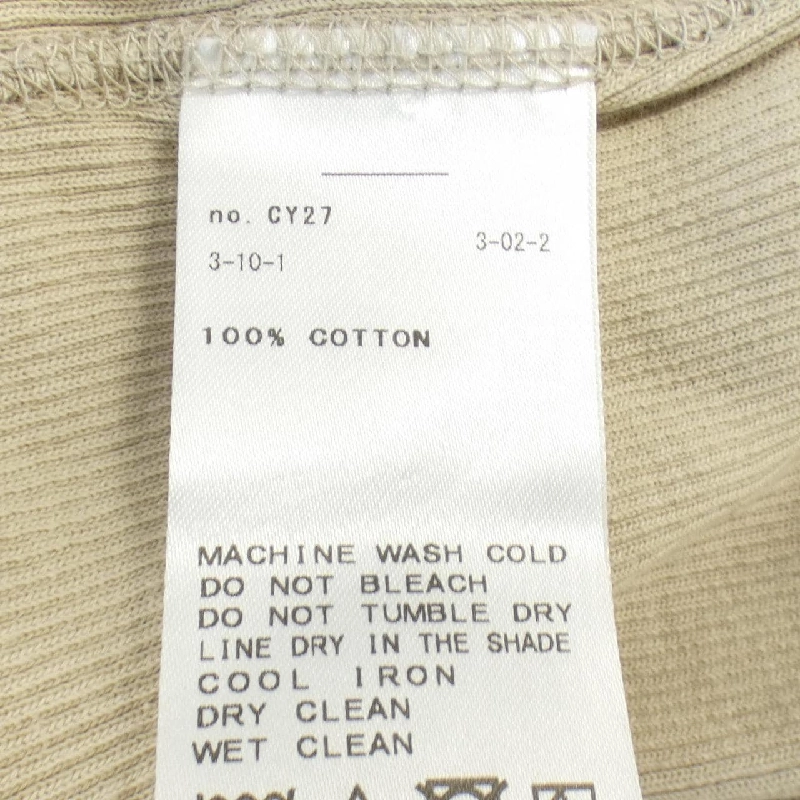 no. CY27
3-02-2
3-10-1
100% COTTON
MACHINE WASH COLD
DO NOT BLEACH
DO NOT TUMBLE DRY
LINE DRY IN THE SHADE
COOL IRON
DRY CLEAN
WET CLEAN